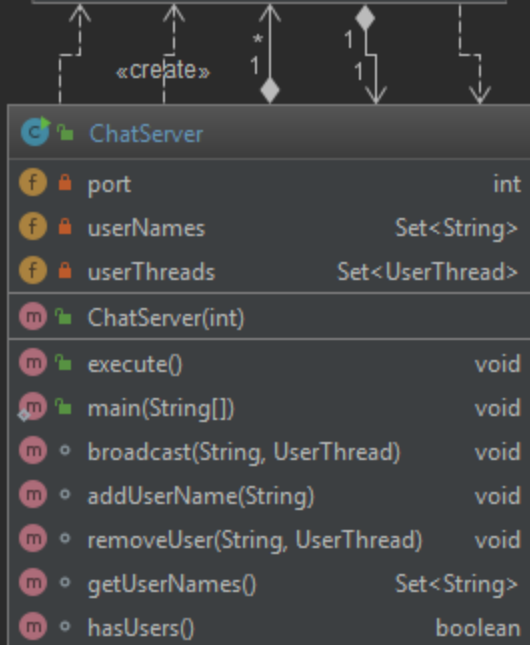 *
1
1
«create»
1
C ChatServer
f port int
f userNames Set<String>
f userThreads Set<UserThread>
m ChatServer(int)
m execute() void
m main(String[]) void
m broadcast(String, UserThread) void
m addUserName(String) void
m removeUser(String, UserThread) void
m getUserNames() Set<String>
m hasUsers() boolean